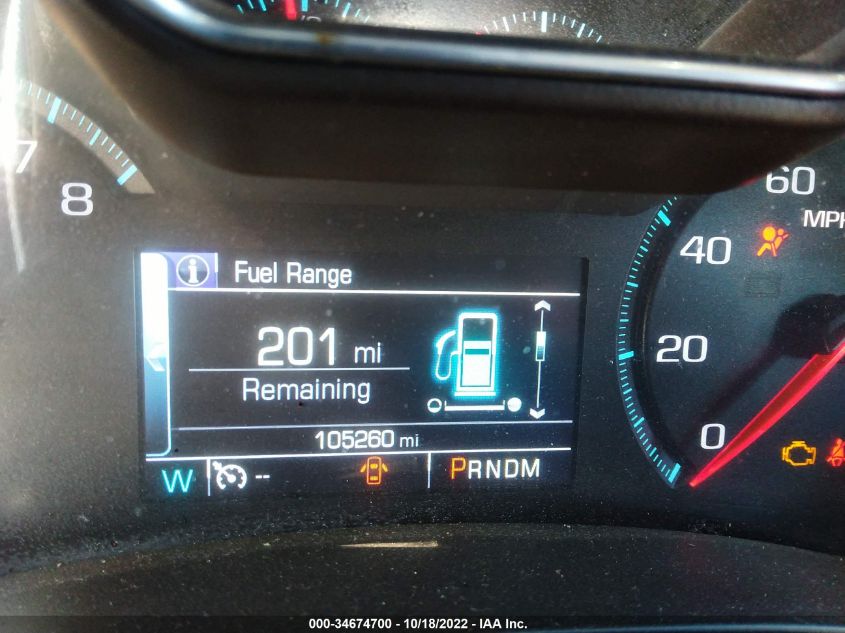 7
8
60
MPH
40
20
0
Fuel Range
201 mi
Remaining
105260 mi
W -- PRNDM
000-34674700 - 10/18/2022 - IAA Inc.